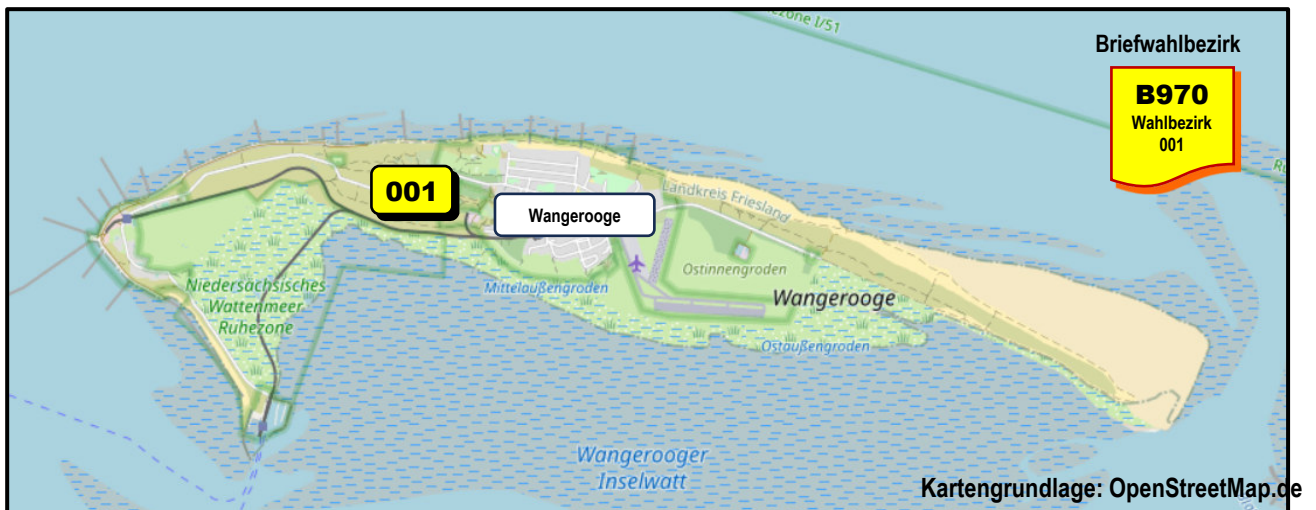 zone I/51
Briefwahlbezirk
B970
Wahlbezirk
001
001
Wangerooge
Landkreis Friesland
Ostinnengroden
Niedersächsisches
Wattenmeer
Ruhezone
Mittelaußengroden
Wangerooge
Ostaußengroden
Wangerooger
Inselwatt
Kartengrundlage: OpenStreetMap.de